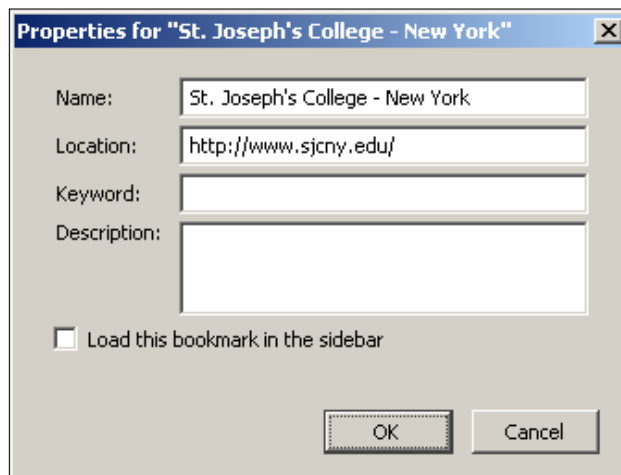 Properties for "St. Joseph's College - New York"
Name: St. Joseph's College - New York
Location: http://www.sjcny.edu/
Keyword:
Description:
Load this bookmark in the sidebar
OK Cancel